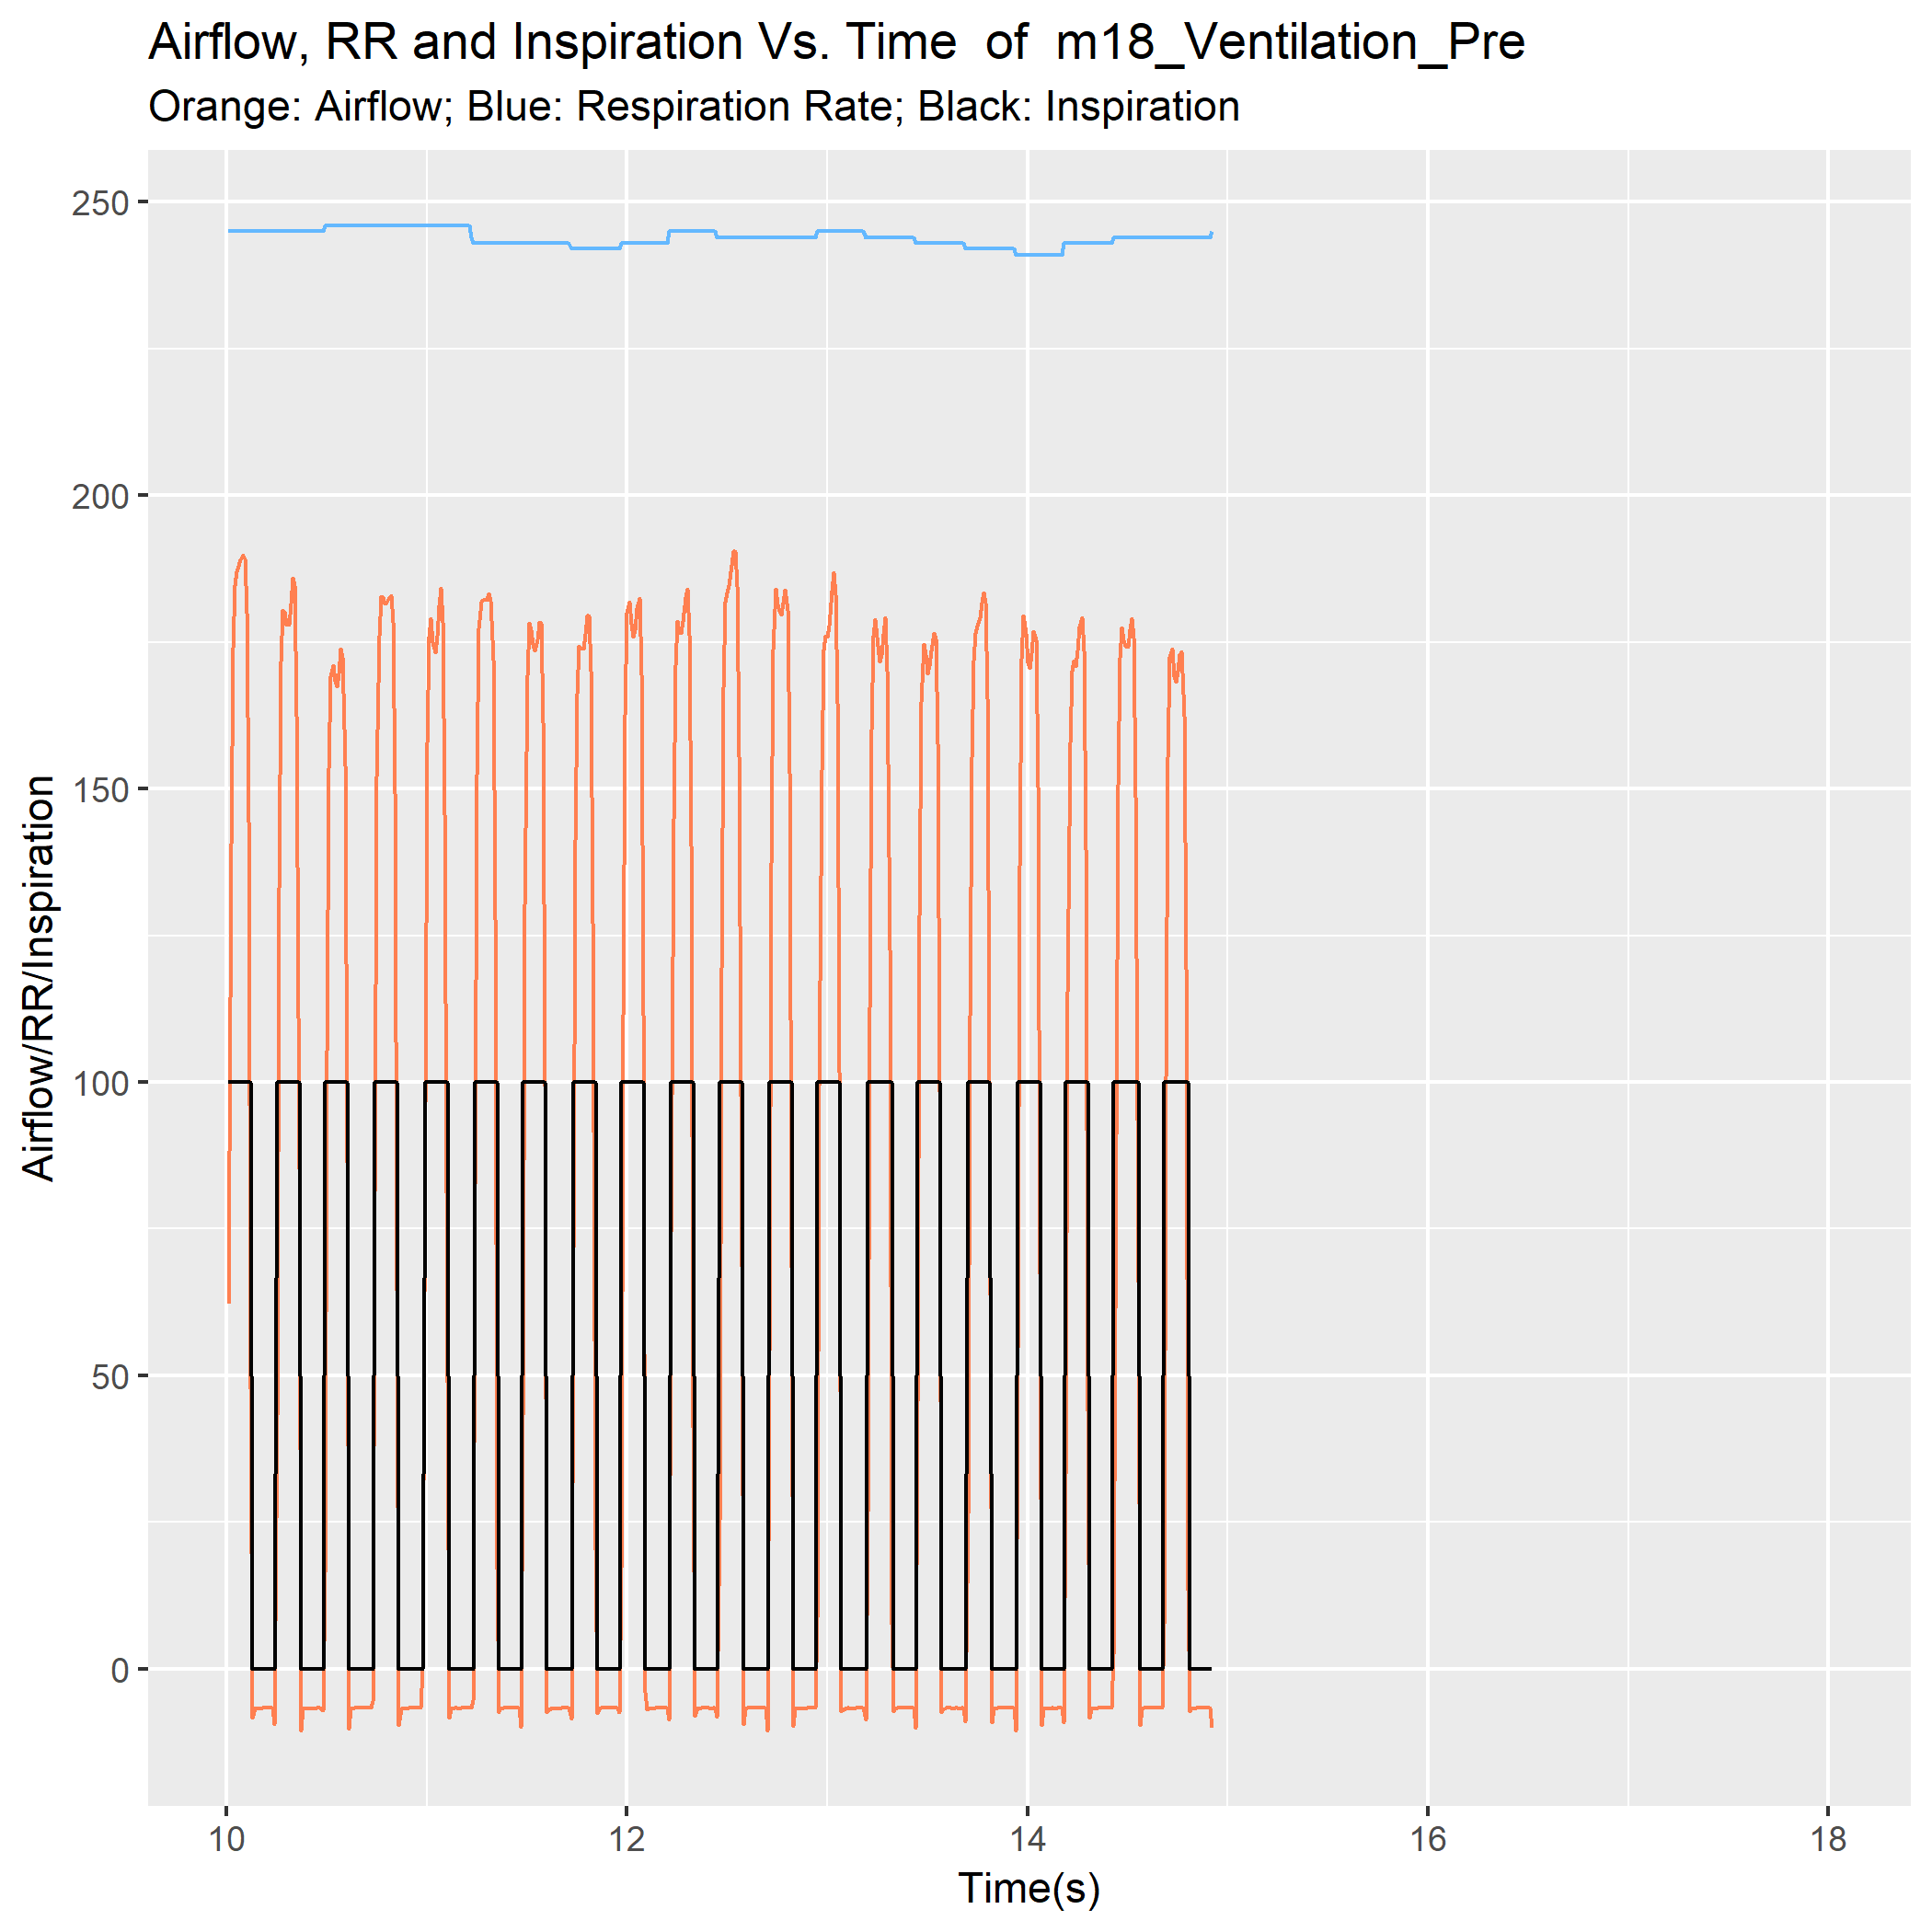 Airflow, RR and Inspiration Vs. Time  of  m18_Ventilation_Pre
Orange: Airflow; Blue: Respiration Rate; Black: Inspiration
250
200
150
100
50
0
Airflow/RR/Inspiration
10 12 14 16 18
Time(s)